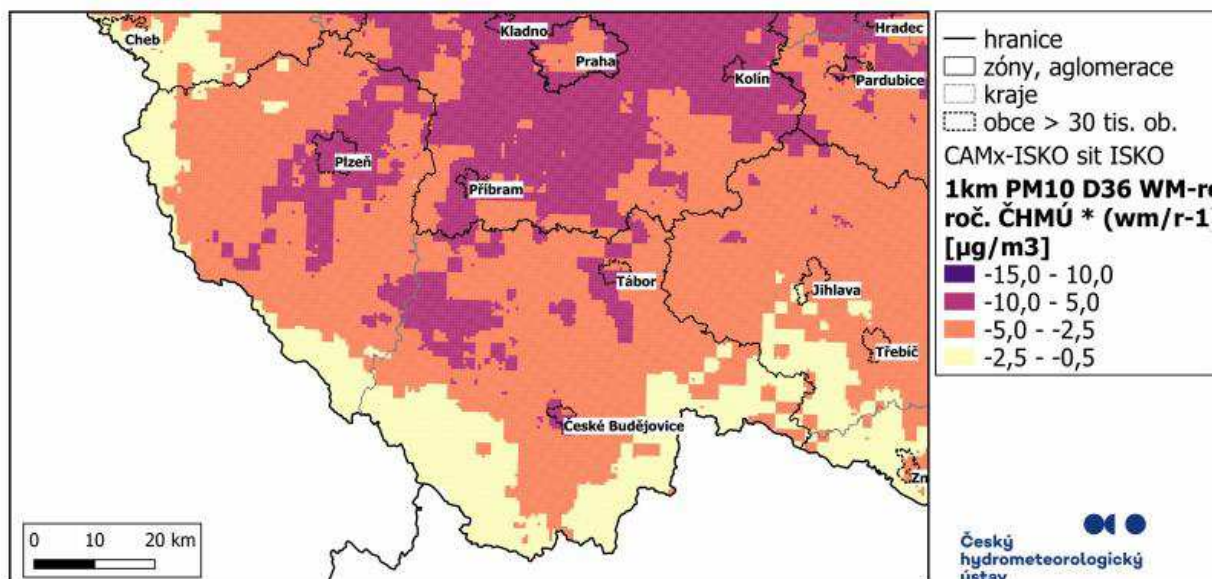 Cheb
Kladno
Praha
Kolín
Hradec
Pardubice
Plzeň
Příbram
Tábor
Jihlava
Třebíč
České Budějovice
Zn
0 10 20 km
hranice
zóny, aglomerace
kraje
obce > 30 tis. ob.
CAMx-ISKO sit ISKO
1km PM10 D36 WM-re
roč. ČHMÚ * (wm/r-1)
[µg/m3]
-15,0 - 10,0
-10,0 - 5,0
-5,0 - -2,5
-2,5 - -0,5
Český
hydrometeorologický
ústav